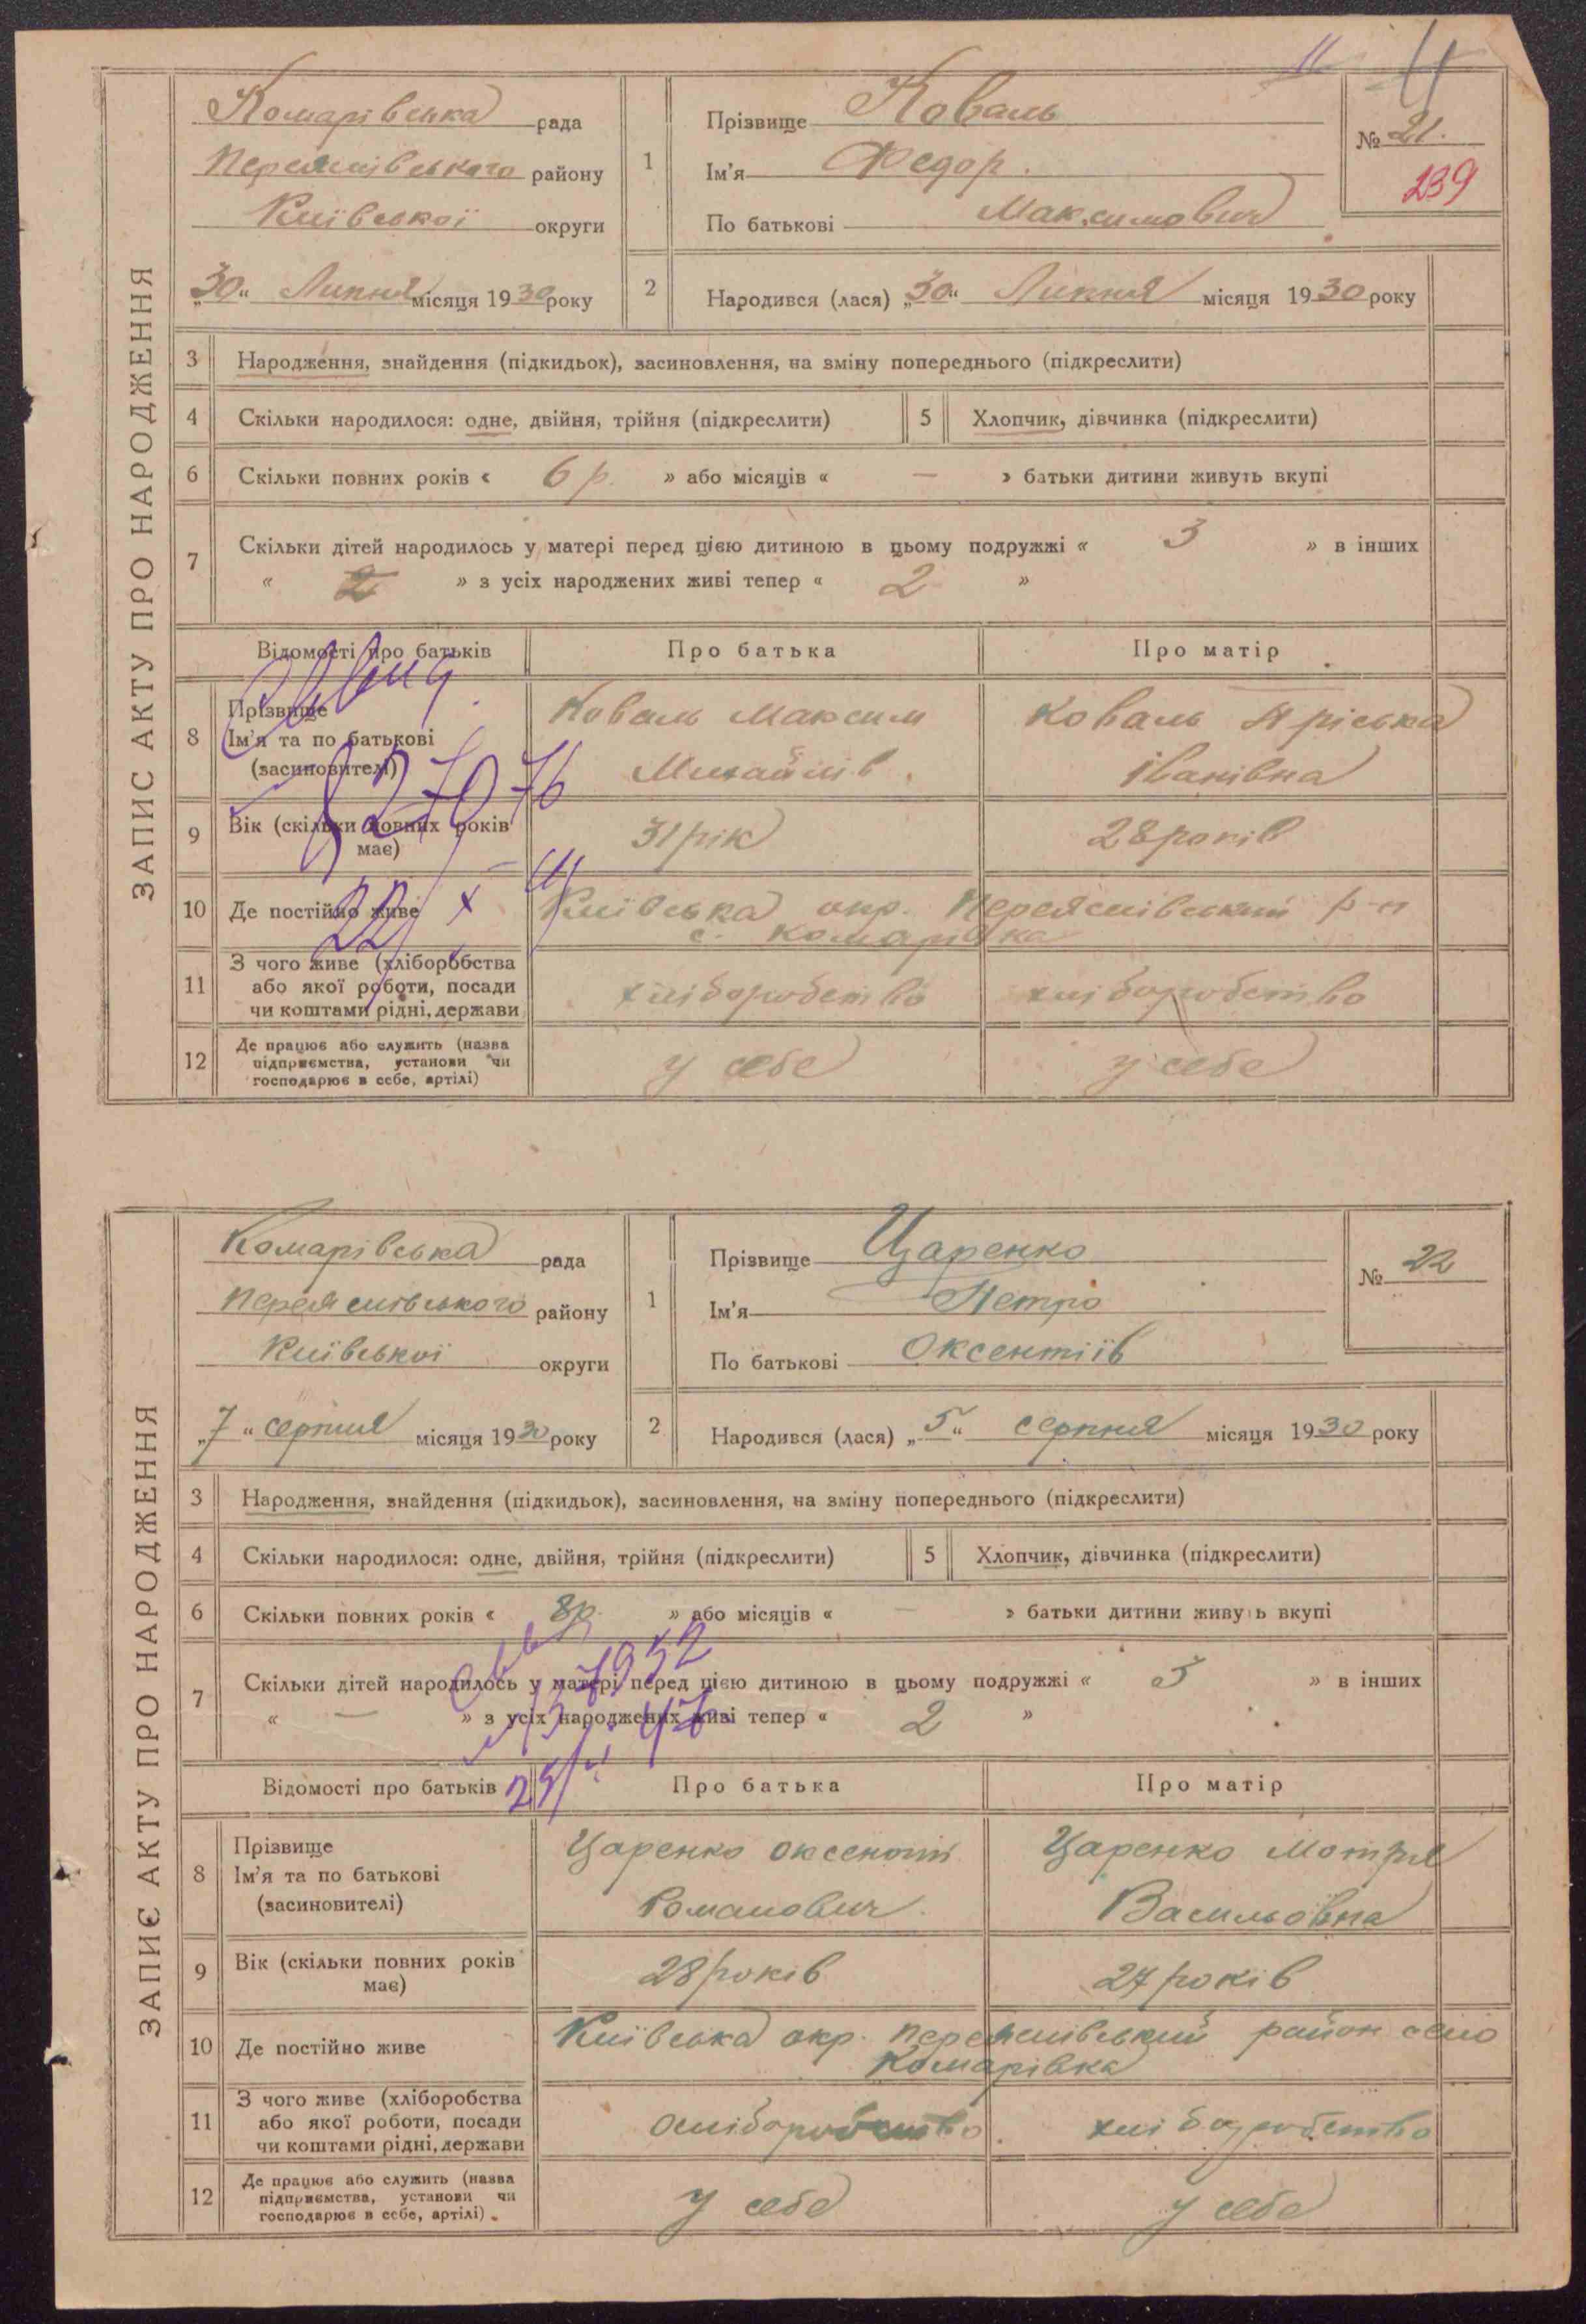 11 11
ЗАПИС АКТУ ПРО НАРОДЖЕННЯ
Комарівська рада
Переяслівського району
Київської округи
„30“ Липня місяця 1930 року
1
Прізвище Коваль
Ім'я Федор.
По батькові Максимович
№ 21.
239
2 Народився (лася) „30“ Липня місяця 1930 року
3 Народження, знайдення (підкидьок), засиновлення, на зміну попереднього (підкреслити)
4 Скільки народилося: одне, двійня, трійня (підкреслити) 5 Хлопчик, дівчинка (підкреслити)
6 Скільки повних років « 6 р. » або місяців « — » батьки дитини живуть вкупі
7 Скільки дітей народилось у матері перед цією дитиною в цьому подружжі « 3 » в інших
« 2 » з усіх народжених живі тепер « 2 »
Відомості про батьків Про батька Про матір
8 Прізвище
Ім'я та по батькові
(засиновителі)
Коваль Максим
Михайлів.
Коваль Яріська
Іванівна
9 Вік (скільки повних років
має)
31 рік 28 років
10 Де постійно живе Київська окр. Переяслівський р-н
с. Комарівка
11 З чого живе (хліборобства
або якої роботи, посади
чи коштами рідні, держави
хліборобство хліборобство
12 Де працює або служить (назва
підприємства, установи чи
господарює в себе, артілі)
у себе у себе
ЗАПИС АКТУ ПРО НАРОДЖЕННЯ
Комарівська рада
Переяслівського району
Київської округи
„7“ серпня місяця 1930 року
1
Прізвище Царенко
Ім'я Петро
По батькові Оксентіїв
№ 22
2 Народився (лася) „5“ серпня місяця 1930 року
3 Народження, знайдення (підкидьок), засиновлення, на зміну попереднього (підкреслити)
4 Скільки народилося: одне, двійня, трійня (підкреслити) 5 Хлопчик, дівчинка (підкреслити)
6 Скільки повних років « 8р. » або місяців « — » батьки дитини живуть вкупі
7 Скільки дітей народилось у матері перед цією дитиною в цьому подружжі « 5 » в інших
« — » з усіх народжених живі тепер « 2 »
Відомості про батьків Про батька Про матір
8 Прізвище
Ім'я та по батькові
(засиновителі)
Царенко Оксентій
Романович.
Царенко Мотря
Васильовна
9 Вік (скільки повних років
має)
28 років 27 років
10 Де постійно живе Київська окр. Переяслівський район село
Комарівка
11 З чого живе (хліборобства
або якої роботи, посади
чи коштами рідні, держави
хліборобство хліборобство
12 Де працює або служить (назва
підприємства, установи чи
господарює в себе, артілі)
у себе у себе